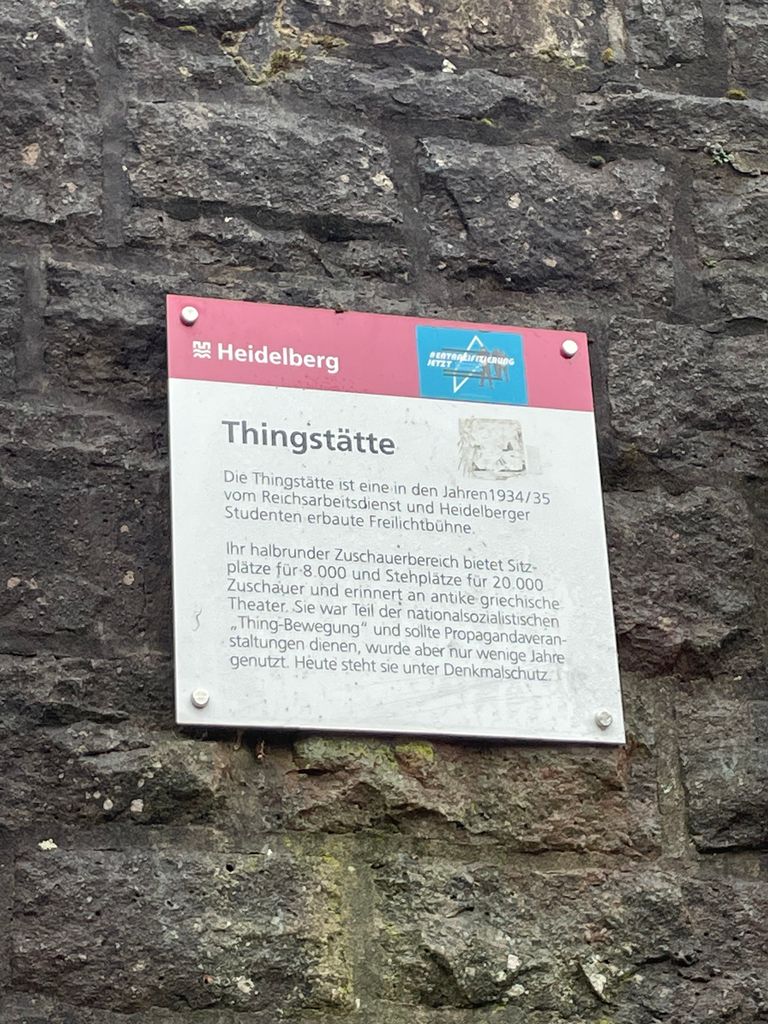 Heidelberg
ENTNAZIFIZIERUNG
JETZT
Thingstätte
Die Thingstätte ist eine in den Jahren1934/35
vom Reichsarbeitsdienst und Heidelberger
Studenten erbaute Freilichtbühne.
Ihr halbrunder Zuschauerbereich bietet Sitz-
plätze für 8.000 und Stehplätze für 20.000
Zuschauer und erinnert an antike griechische
Theater. Sie war Teil der nationalsozialistischen
„Thing-Bewegung“ und sollte Propagandaveran-
staltungen dienen, wurde aber nur wenige Jahre
genutzt. Heute steht sie unter Denkmalschutz.